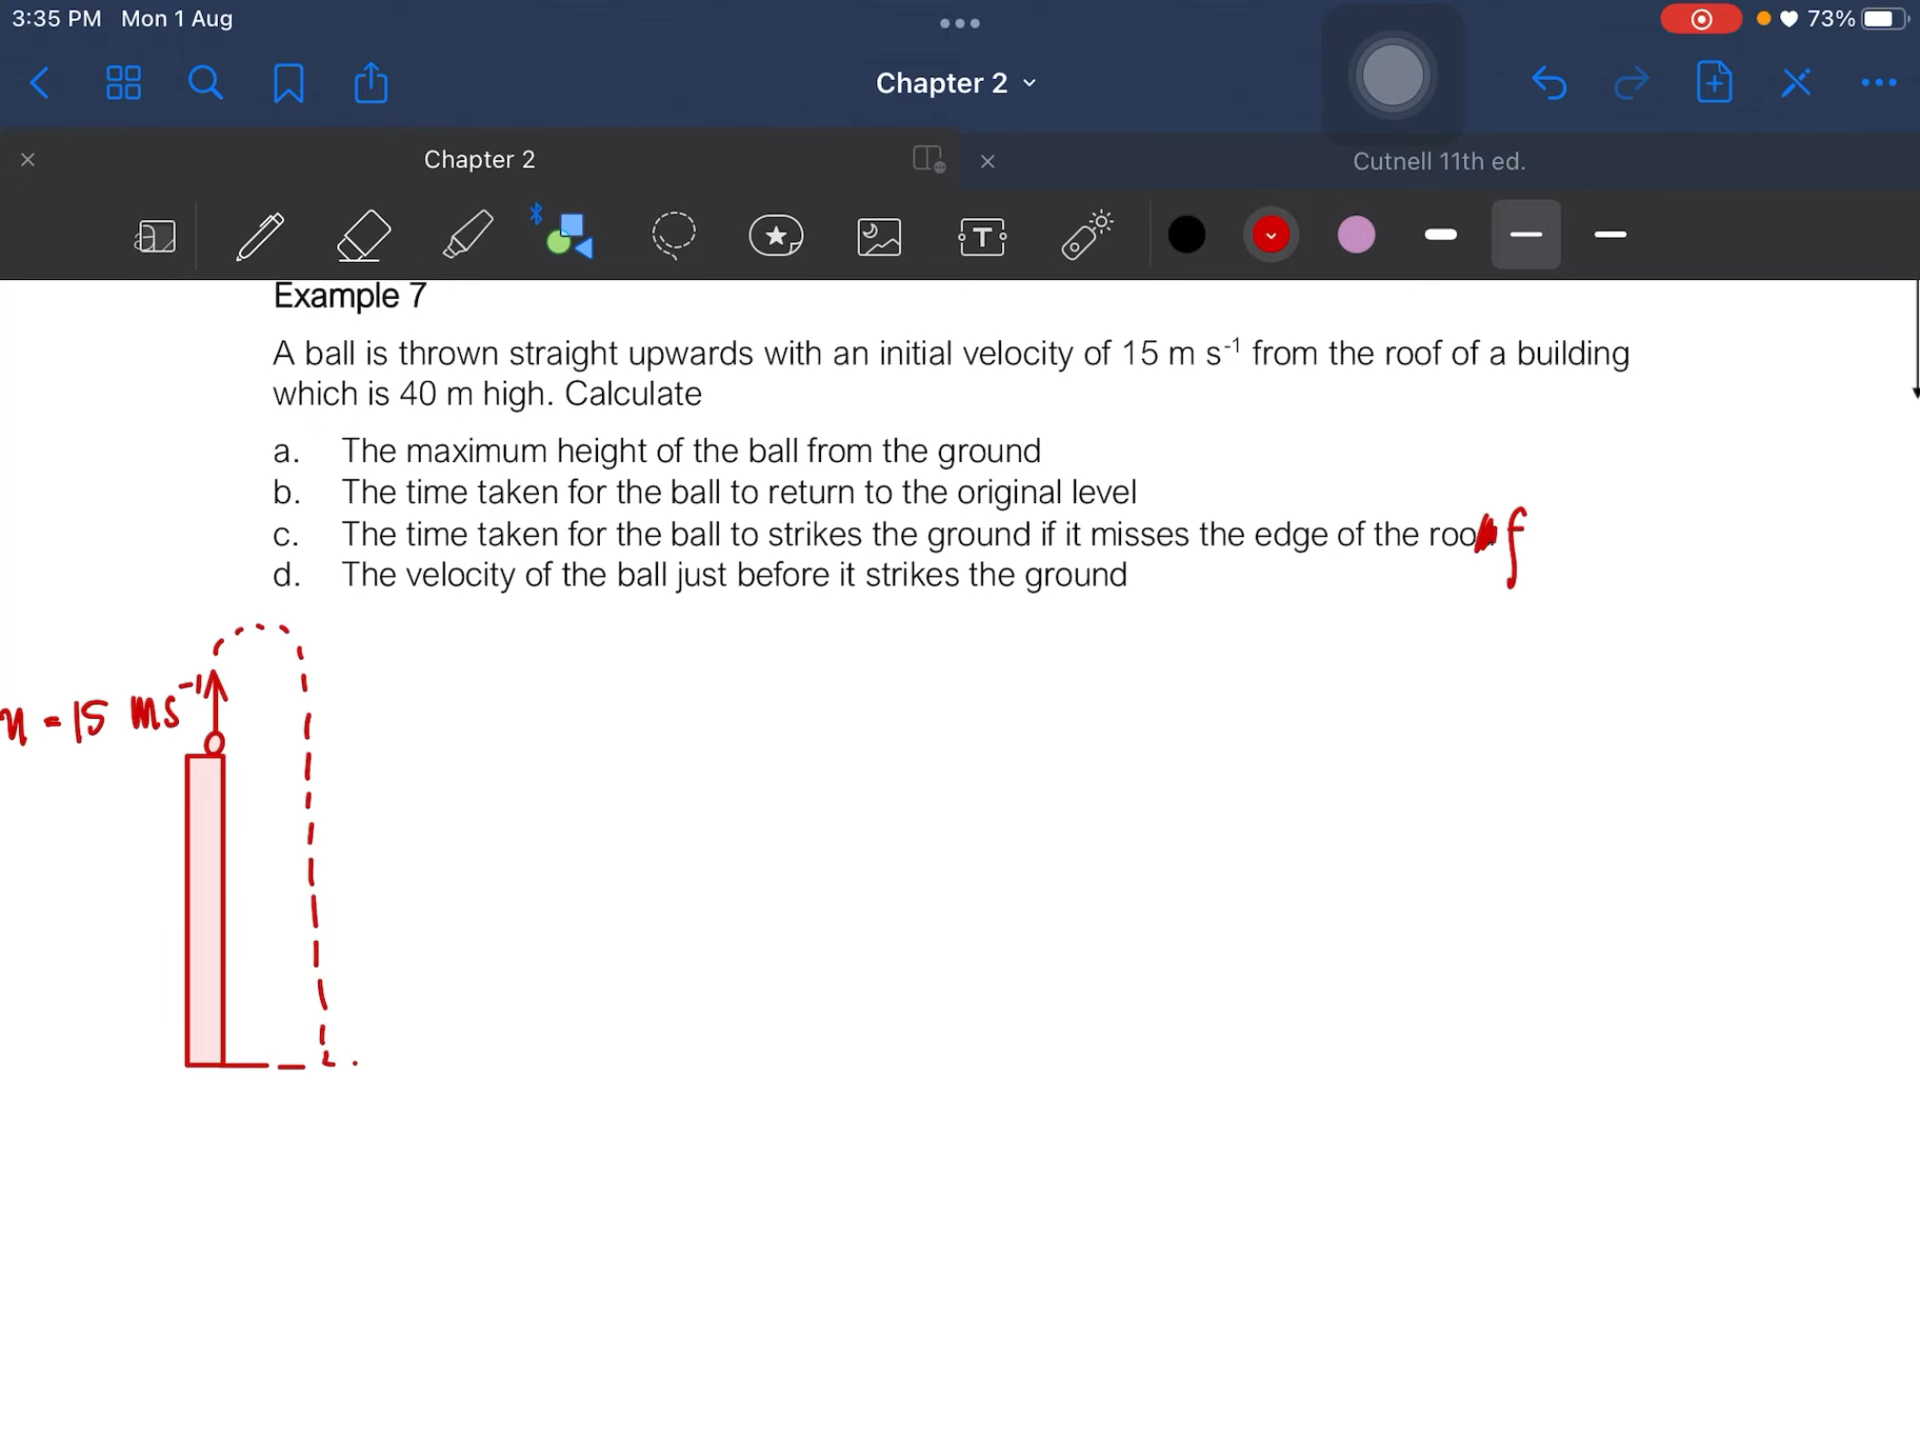 3:35 PM Mon 1 Aug
73%
Chapter 2
Chapter 2
Cutnell 11th ed.
Example 7
A ball is thrown straight upwards with an initial velocity of 15 m s-1 from the roof of a building
which is 40 m high. Calculate
a. The maximum height of the ball from the ground
b. The time taken for the ball to return to the original level
c. The time taken for the ball to strikes the ground if it misses the edge of the roof
d. The velocity of the ball just before it strikes the ground
u = 15 ms-1